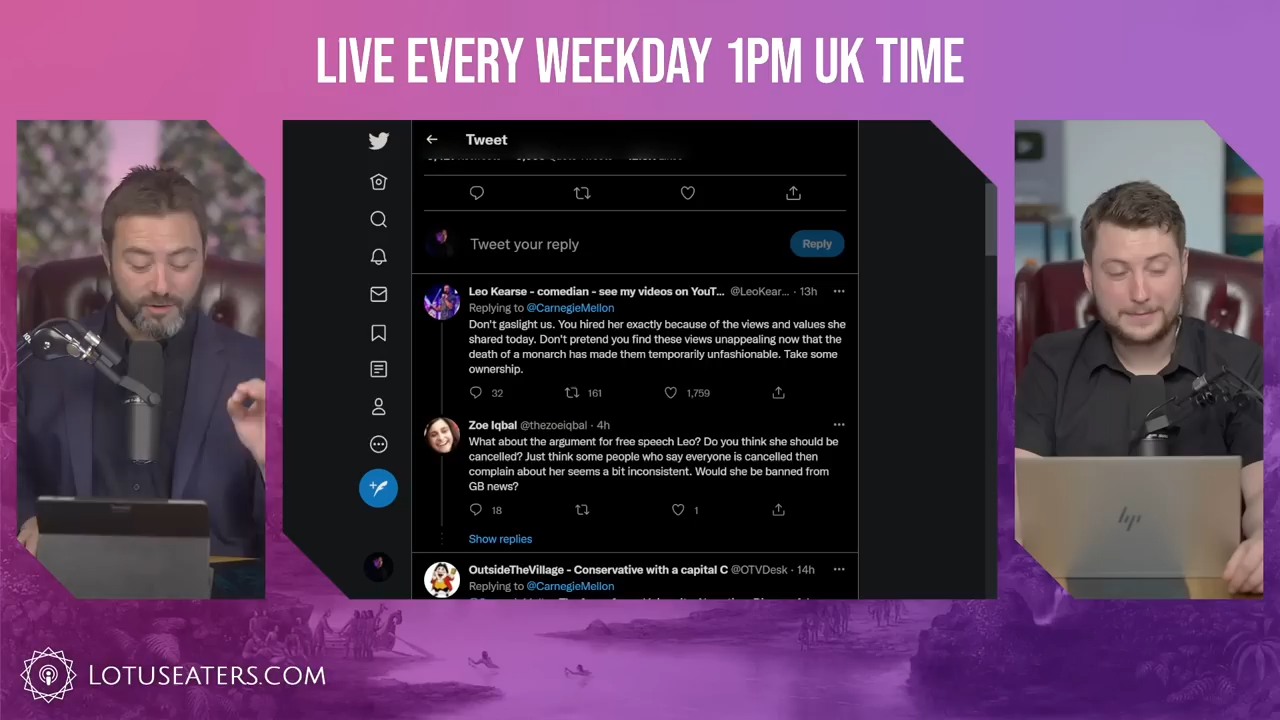 LIVE EVERY WEEKDAY 1PM UK TIME
Tweet
Tweet your reply
Reply
Leo Kearse - comedian - see my videos on YouT... @LeoKear... · 13h
Replying to @CarnegieMellon
Don't gaslight us. You hired her exactly because of the views and values she
shared today. Don't pretend you find these views unappealing now that the
death of a monarch has made them temporarily unfashionable. Take some
ownership.
32 161 1,759
Zoe Iqbal @thezoeiqbal · 4h
What about the argument for free speech Leo? Do you think she should be
cancelled? Just think some people who say everyone is cancelled then
complain about her seems a bit inconsistent. Would she be banned from
GB news?
18 1
Show replies
OutsideTheVillage - Conservative with a capital C @OTVDesk · 14h
Replying to @CarnegieMellon
hp
LOTUSEATERS.COM